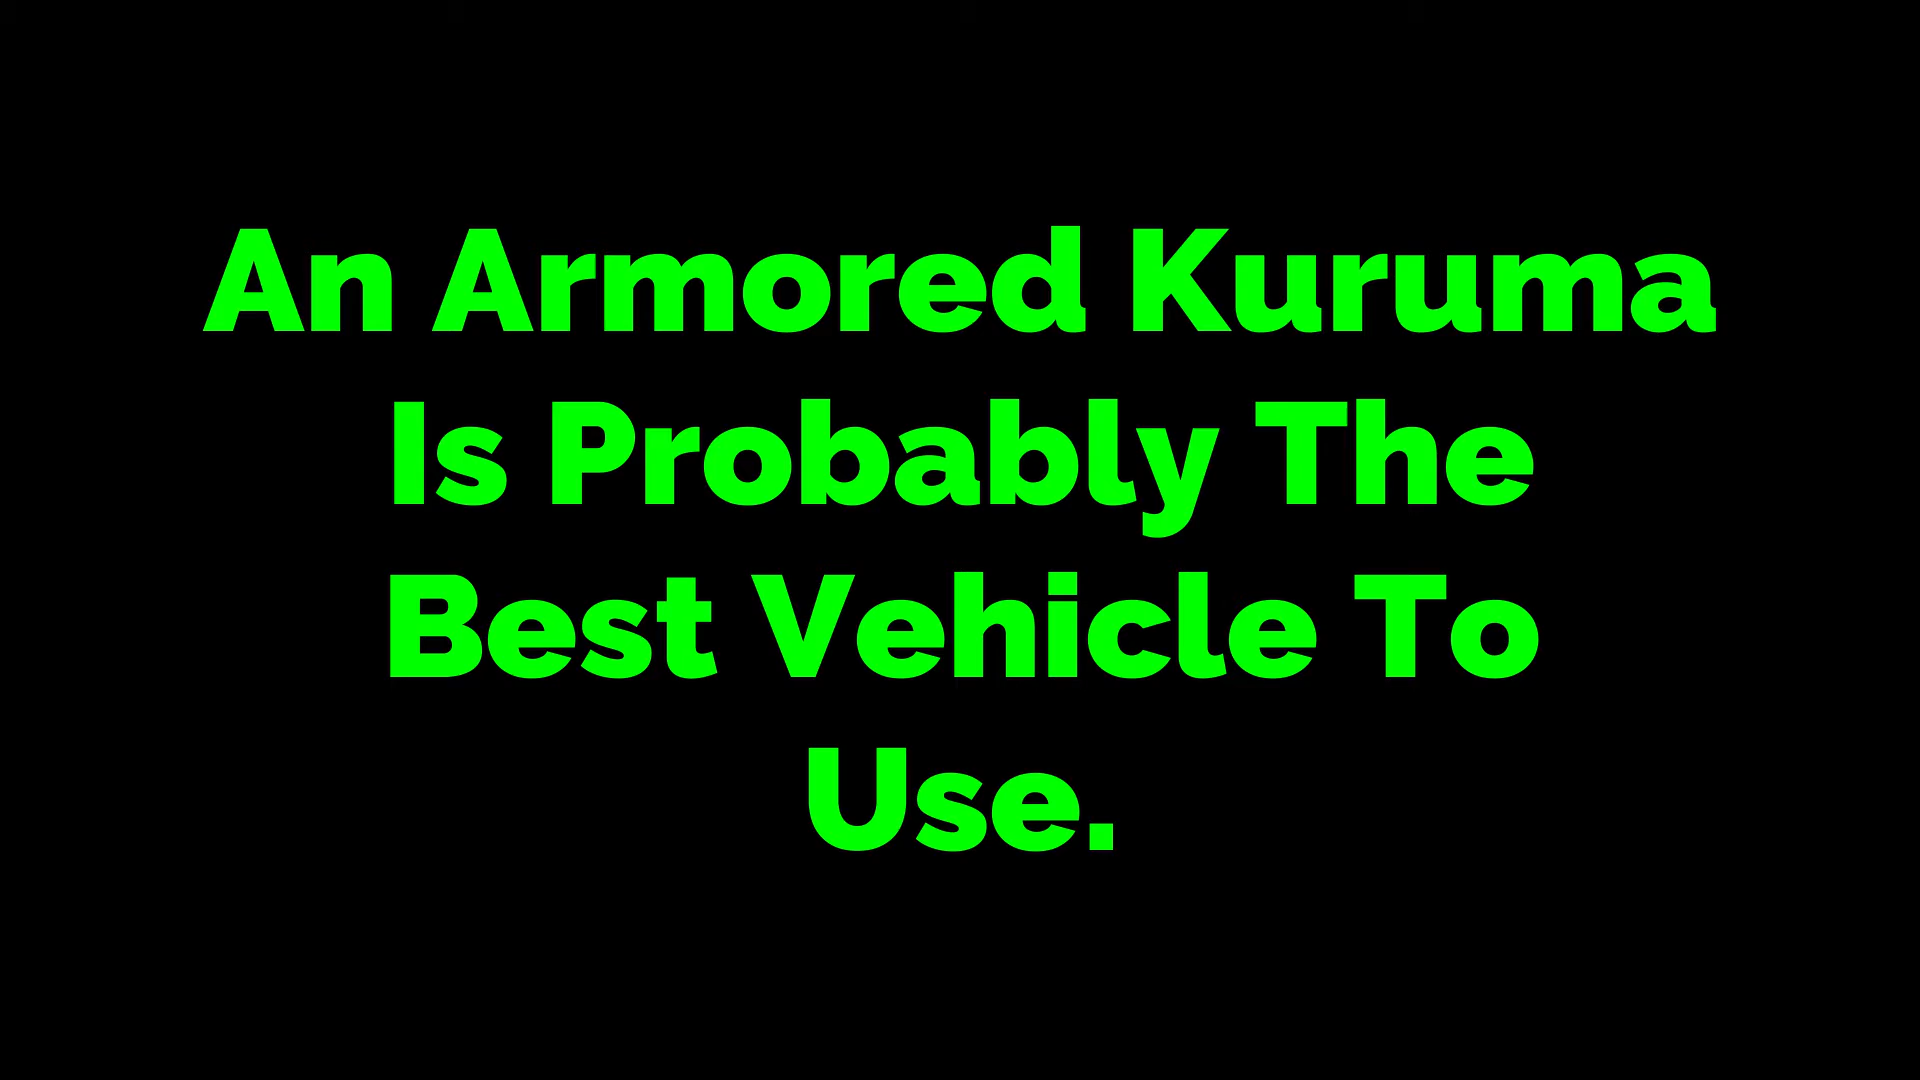 An Armored Kuruma
Is Probably The
Best Vehicle To
Use.